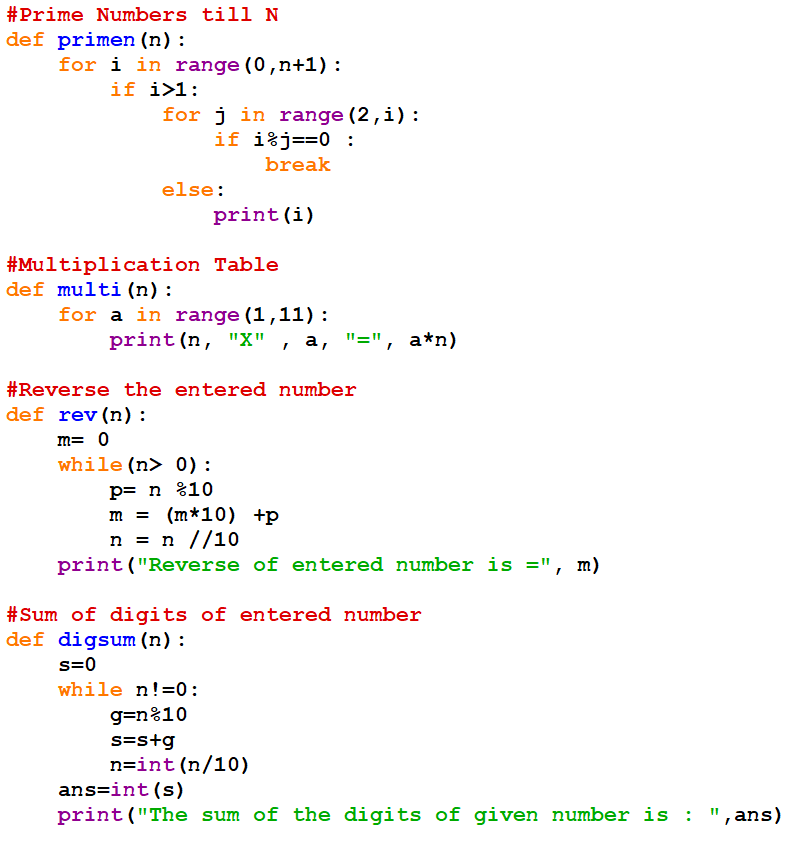 #Prime Numbers till N
def primen(n):
    for i in range(0,n+1):
        if i>1:
            for j in range(2,i):
                if i%j==0 :
                    break
            else:
                print(i)

#Multiplication Table
def multi(n):
    for a in range(1,11):
        print(n, "X" , a, "=", a*n)

#Reverse the entered number
def rev(n):
    m= 0
    while(n> 0):
        p= n %10
        m = (m*10) +p
        n = n //10
    print("Reverse of entered number is =", m)

#Sum of digits of entered number
def digsum(n):
    s=0
    while n!=0:
        g=n%10
        s=s+g
        n=int(n/10)
    ans=int(s)
    print("The sum of the digits of given number is : ",ans)